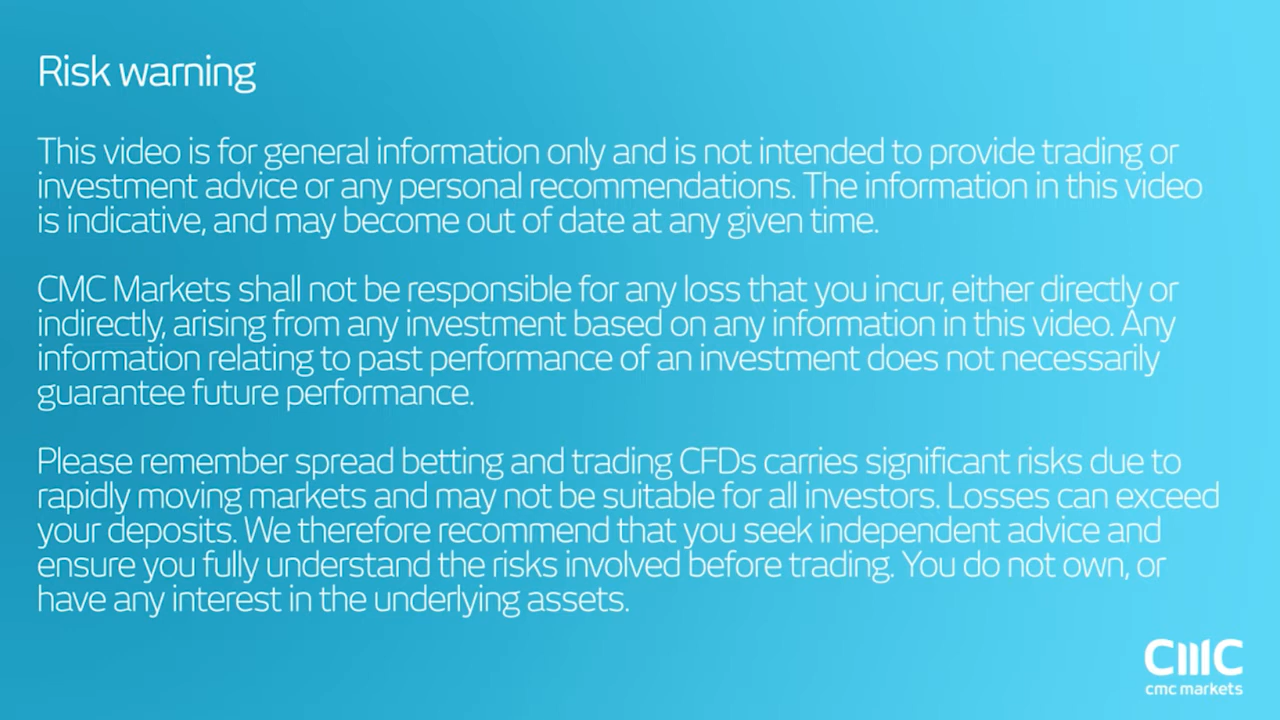 Risk warning
This video is for general information only and is not intended to provide trading or
investment advice or any personal recommendations. The information in this video
is indicative, and may become out of date at any given time.
CMC Markets shall not be responsible for any loss that you incur, either directly or
indirectly, arising from any investment based on any information in this video. Any
information relating to past performance of an investment does not necessarily
guarantee future performance.
Please remember spread betting and trading CFDs carries significant risks due to
rapidly moving markets and may not be suitable for all investors. Losses can exceed
your deposits. We therefore recommend that you seek independent advice and
ensure you fully understand the risks involved before trading. You do not own, or
have any interest in the underlying assets.
CMC
cmc markets